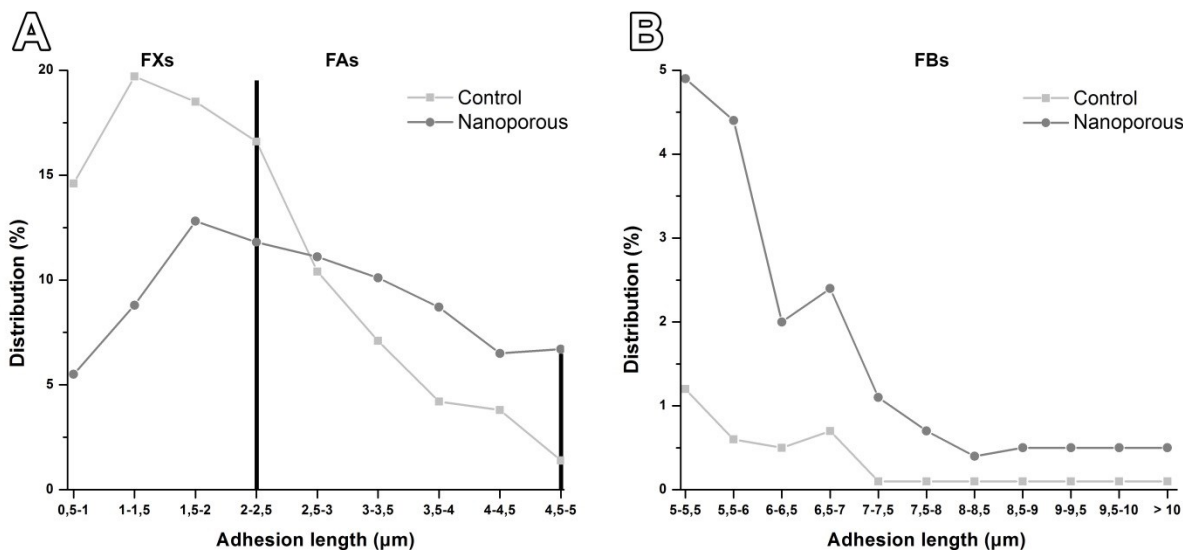 A
FXs
FAs
Control
Nanoporous
Distribution (%)
20
15
10
5
0
0,5-1 1-1,5 1,5-2 2-2,5 2,5-3 3-3,5 3,5-4 4-4,5 4,5-5
Adhesion length (µm)
B
FBs
Control
Nanoporous
Distribution (%)
5
4
3
2
1
0
5-5,5 5,5-6 6-6,5 6,5-7 7-7,5 7,5-8 8-8,5 8,5-9 9-9,5 9,5-10 > 10
Adhesion length (µm)